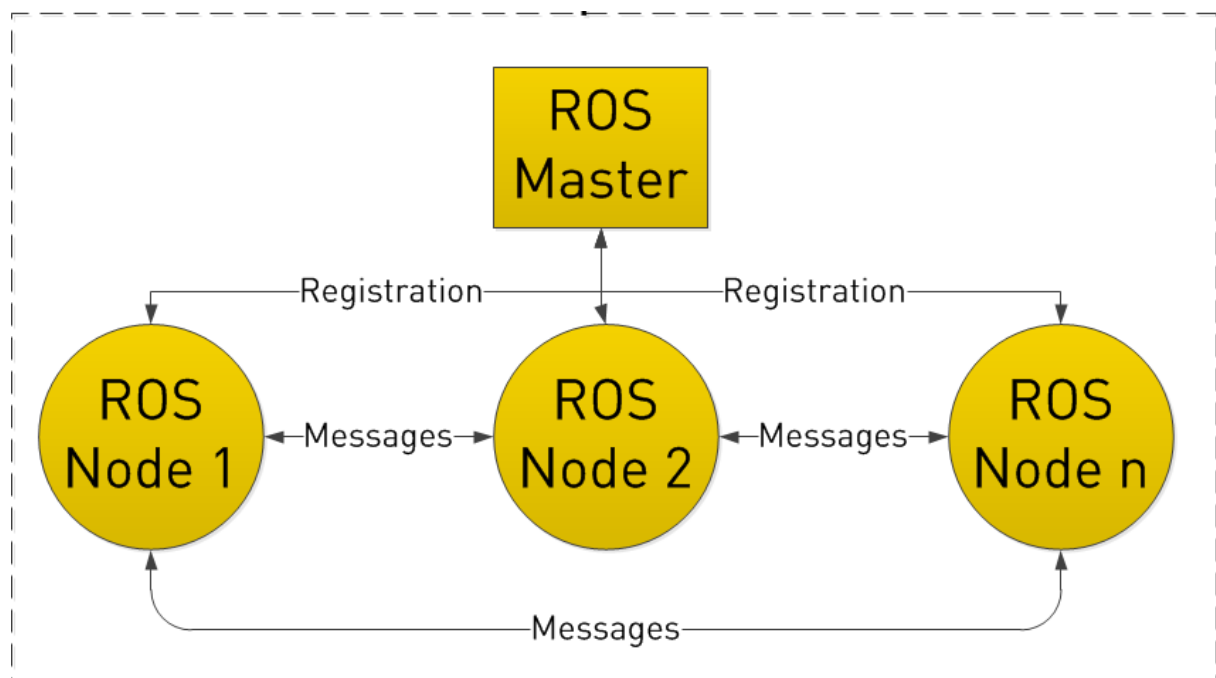 ROS
Master
Registration
Registration
ROS
Node 1
Messages
ROS
Node 2
Messages
ROS
Node n
Messages